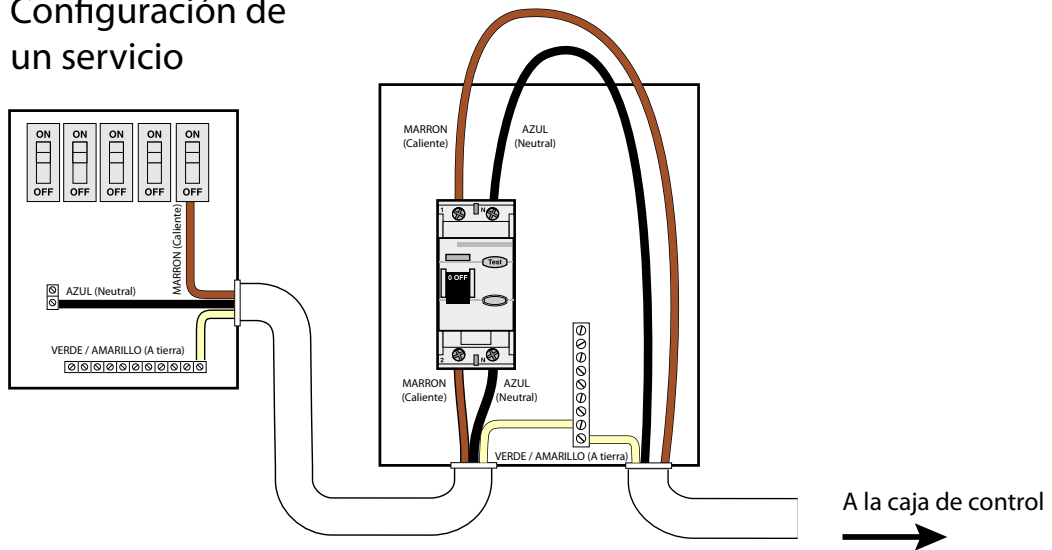 Configuración de
un servicio
ON
ON
ON
ON
ON
OFF
OFF
OFF
OFF
OFF
MARRON (Caliente)
AZUL (Neutral)
VERDE / AMARILLO (A tierra)
MARRON
(Caliente)
AZUL
(Neutral)
1
N
Test
0 OFF
2
N
MARRON
(Caliente)
AZUL
(Neutral)
VERDE / AMARILLO (A tierra)
A la caja de control